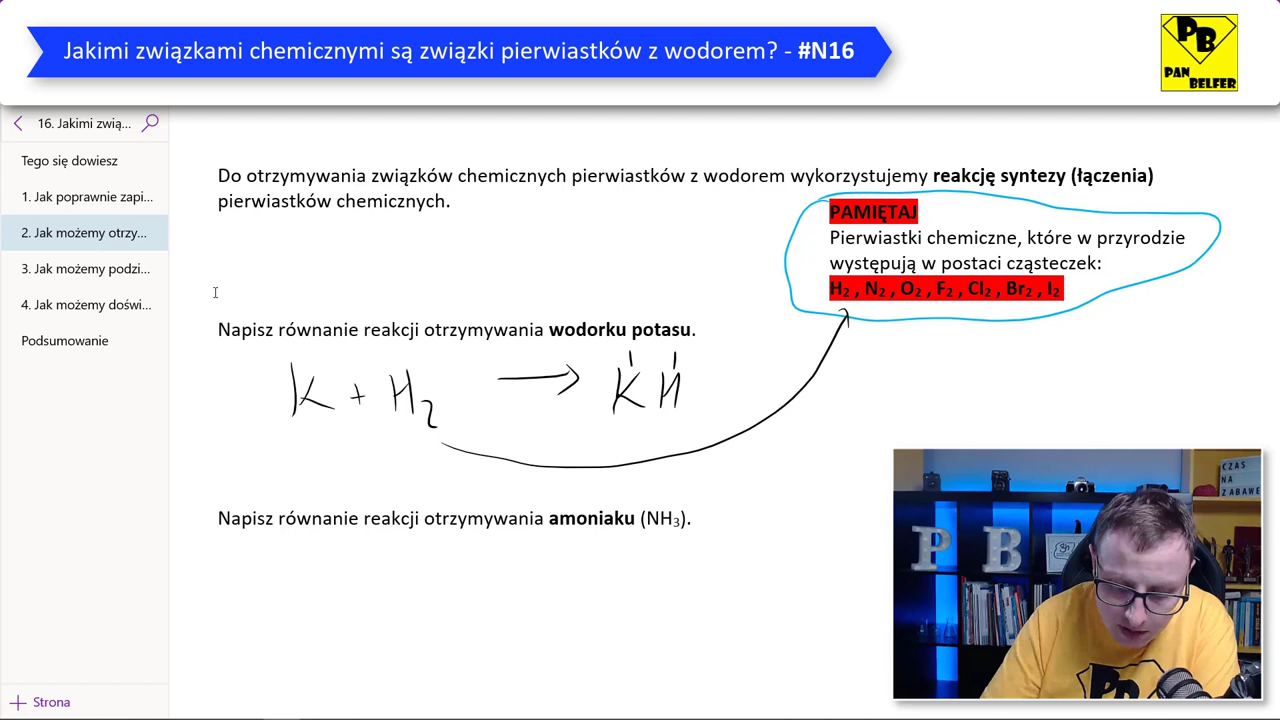 Jakimi związkami chemicznymi są związki pierwiastków z wodorem? - #N16
PB
PAN
BELFER
16. Jakimi zwią...
Tego się dowiesz
1. Jak poprawnie zapi...
2. Jak możemy otrzy...
3. Jak możemy podzi...
4. Jak możemy doświ...
Podsumowanie
Strona
Do otrzymywania związków chemicznych pierwiastków z wodorem wykorzystujemy reakcję syntezy (łączenia)
pierwiastków chemicznych.
PAMIĘTAJ
Pierwiastki chemiczne, które w przyrodzie
występują w postaci cząsteczek:
H₂ , N₂ , O₂ , F₂ , Cl₂ , Br₂ , I₂
Napisz równanie reakcji otrzymywania wodorku potasu.
I I
K + H₂ → K H
Napisz równanie reakcji otrzymywania amoniaku (NH₃).
CZAS
NA
ZABAWĘ
P B
PB